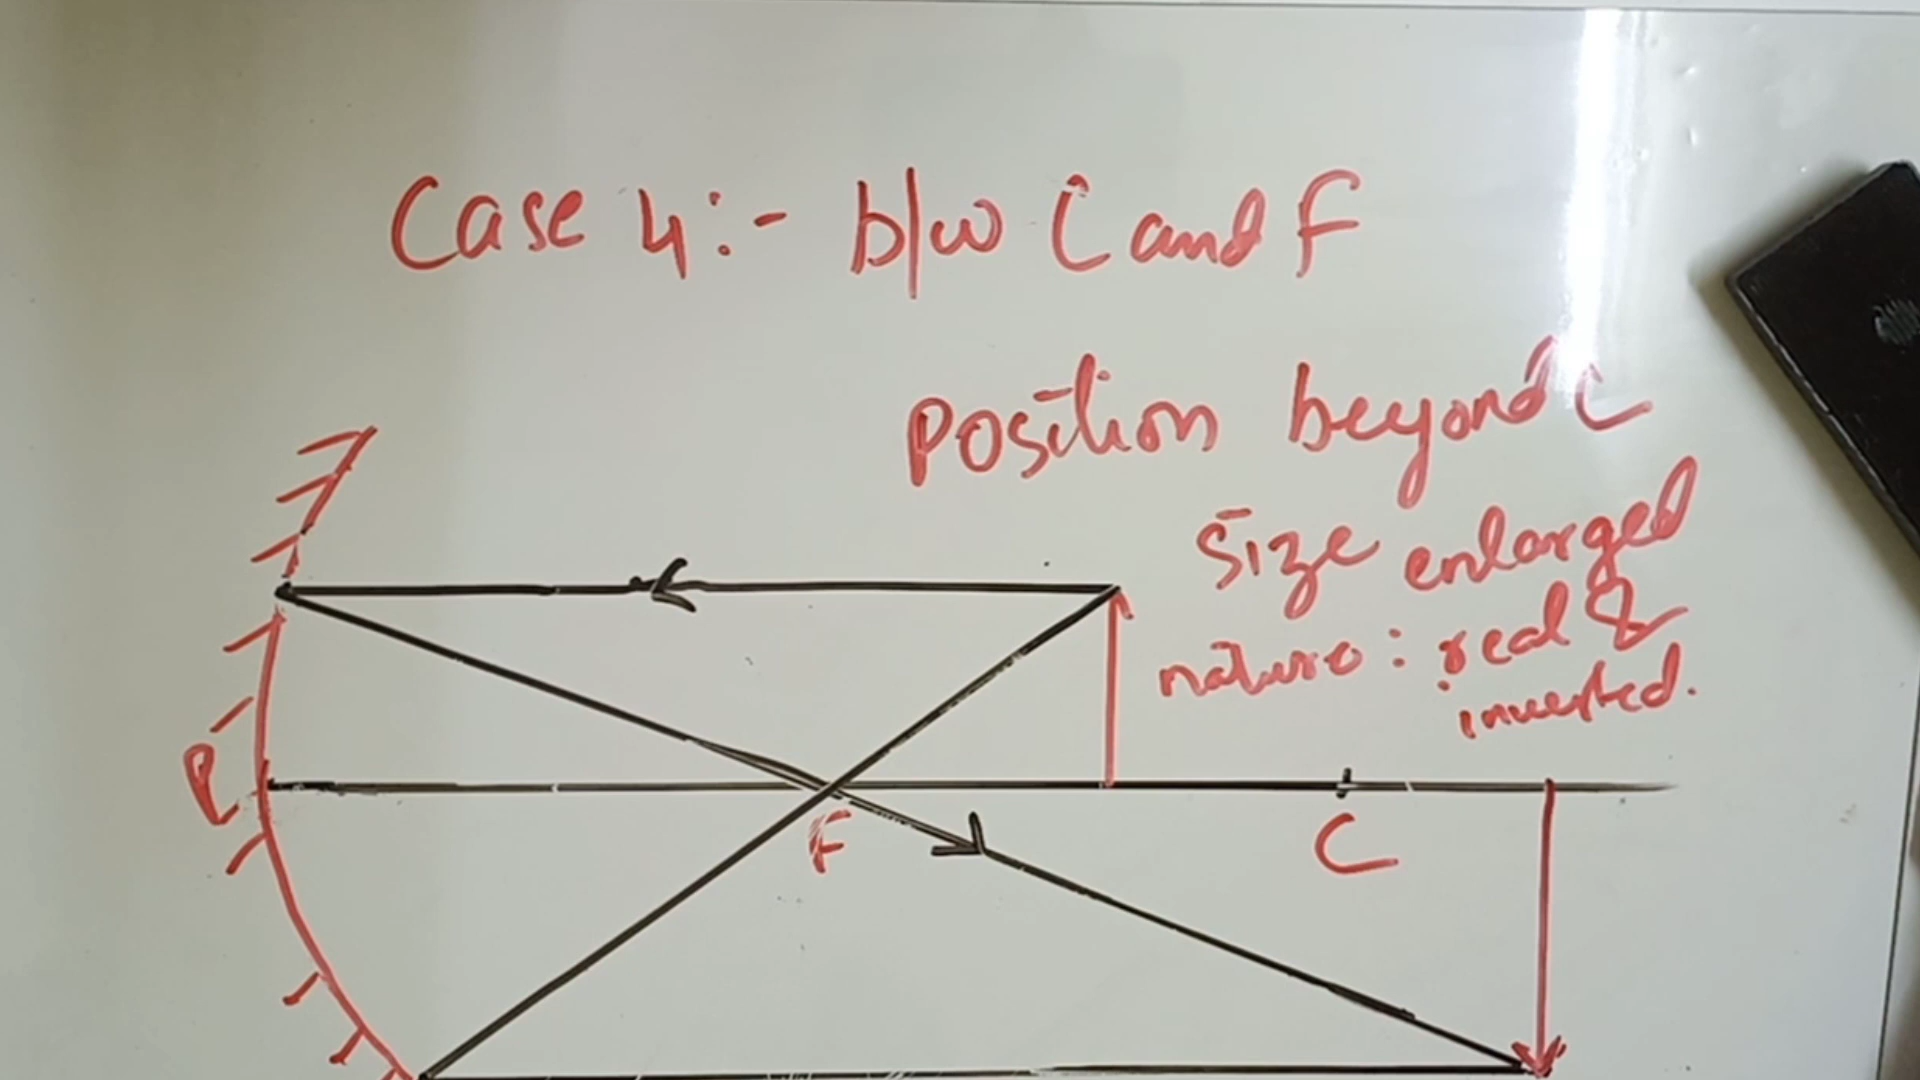 Case 4:- b/w C and F
Position beyond C
Size enlarged
nature: real &
inverted.
P
F
C